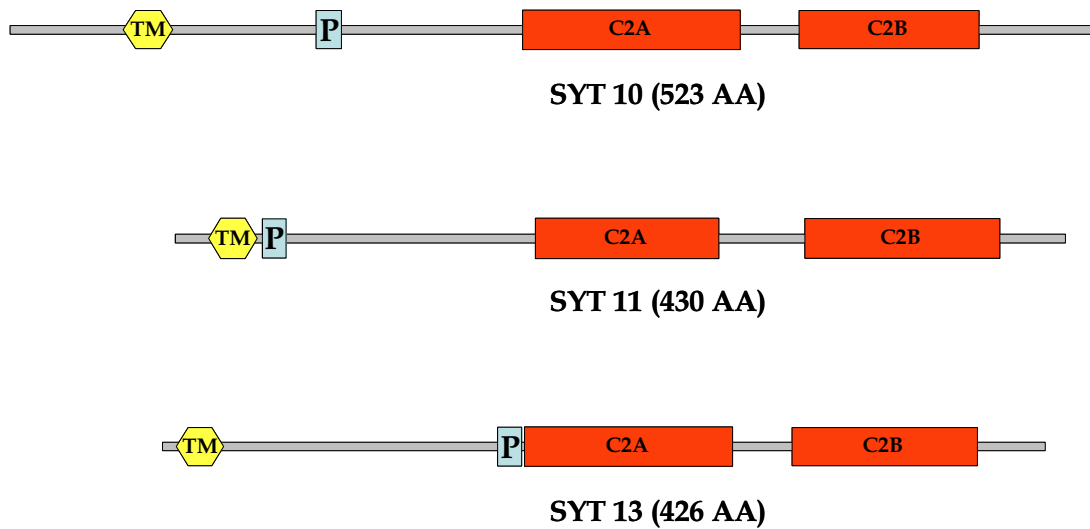 TM P C2A C2B
SYT 10 (523 AA)
TM P C2A C2B
SYT 11 (430 AA)
TM P C2A C2B
SYT 13 (426 AA)